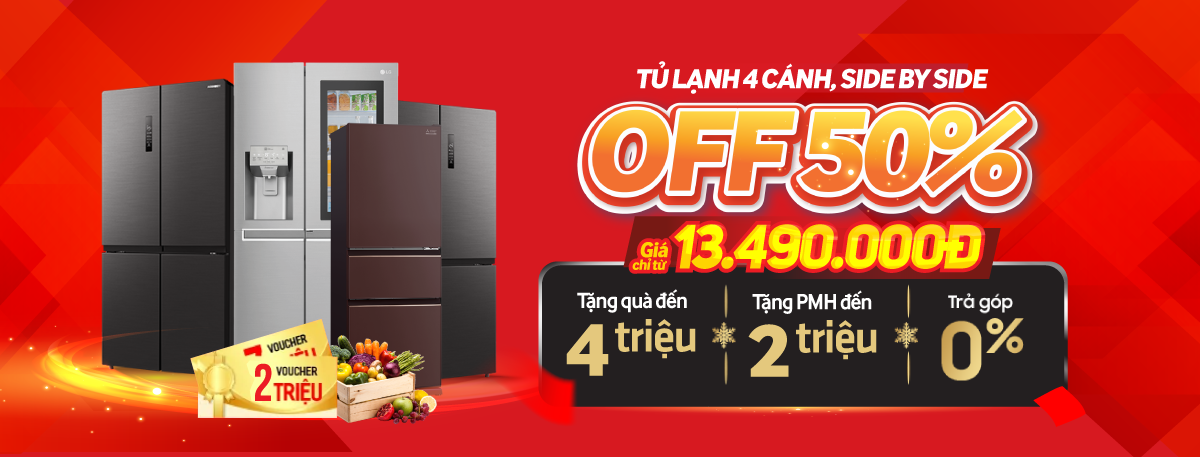 TỦ LẠNH 4 CÁNH, SIDE BY SIDE
OFF 50%
Giá chỉ từ 13.490.000Đ
Tặng quà đến
4 triệu
Tặng PMH đến
2 triệu
Trả góp
0%
VOUCHER
VOUCHER
2 TRIỆU
LG